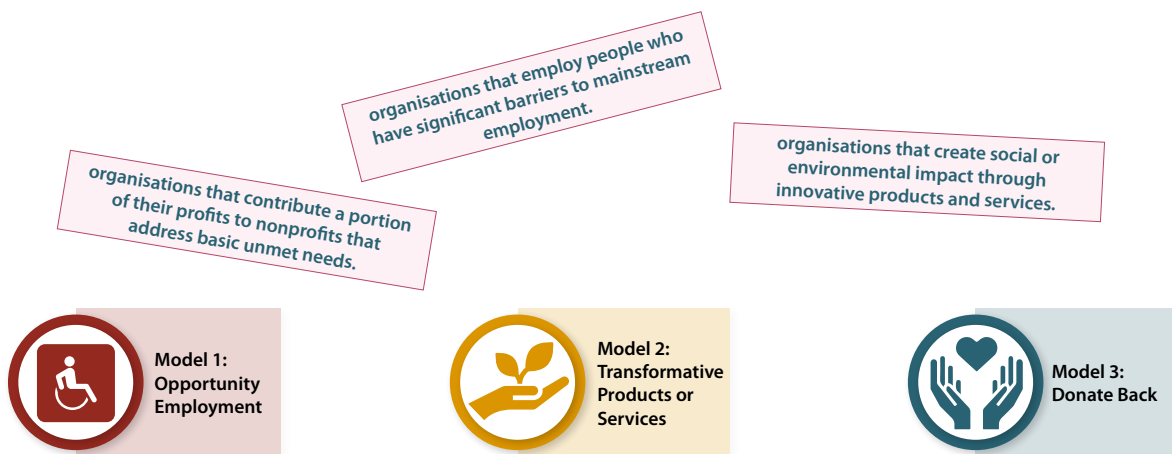 organisations that employ people who
have significant barriers to mainstream
employment.
organisations that create social or
environmental impact through
innovative products and services.
organisations that contribute a portion
of their profits to nonprofits that
address basic unmet needs.
Model 1:
Opportunity
Employment
Model 2:
Transformative
Products or
Services
Model 3:
Donate Back